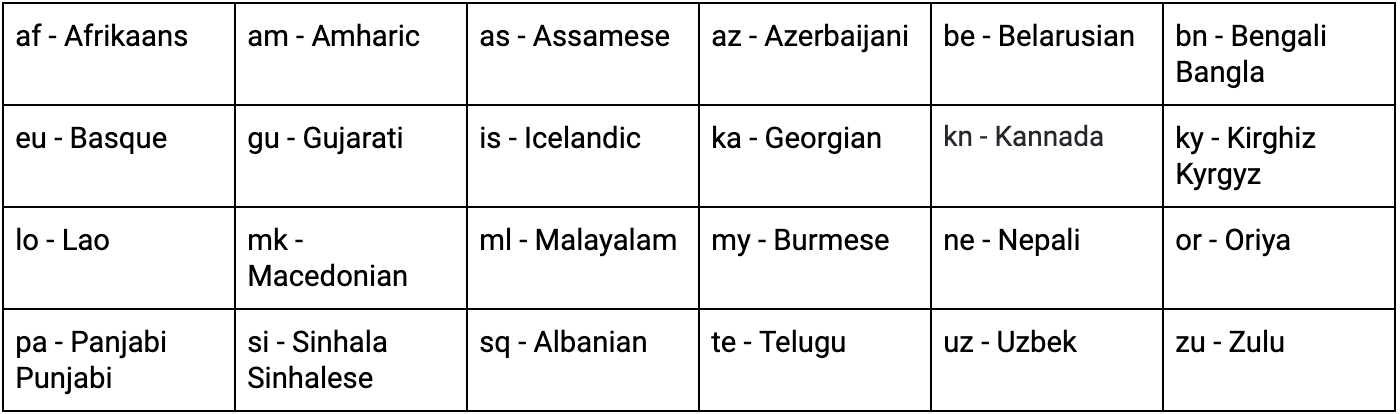 af - Afrikaans
am - Amharic
as - Assamese
az - Azerbaijani
be - Belarusian
bn - Bengali
Bangla
eu - Basque
gu - Gujarati
is - Icelandic
ka - Georgian
kn - Kannada
ky - Kirghiz
Kyrgyz
lo - Lao
mk -
Macedonian
ml - Malayalam
my - Burmese
ne - Nepali
or - Oriya
pa - Panjabi
Punjabi
si - Sinhala
Sinhalese
sq - Albanian
te - Telugu
uz - Uzbek
zu - Zulu